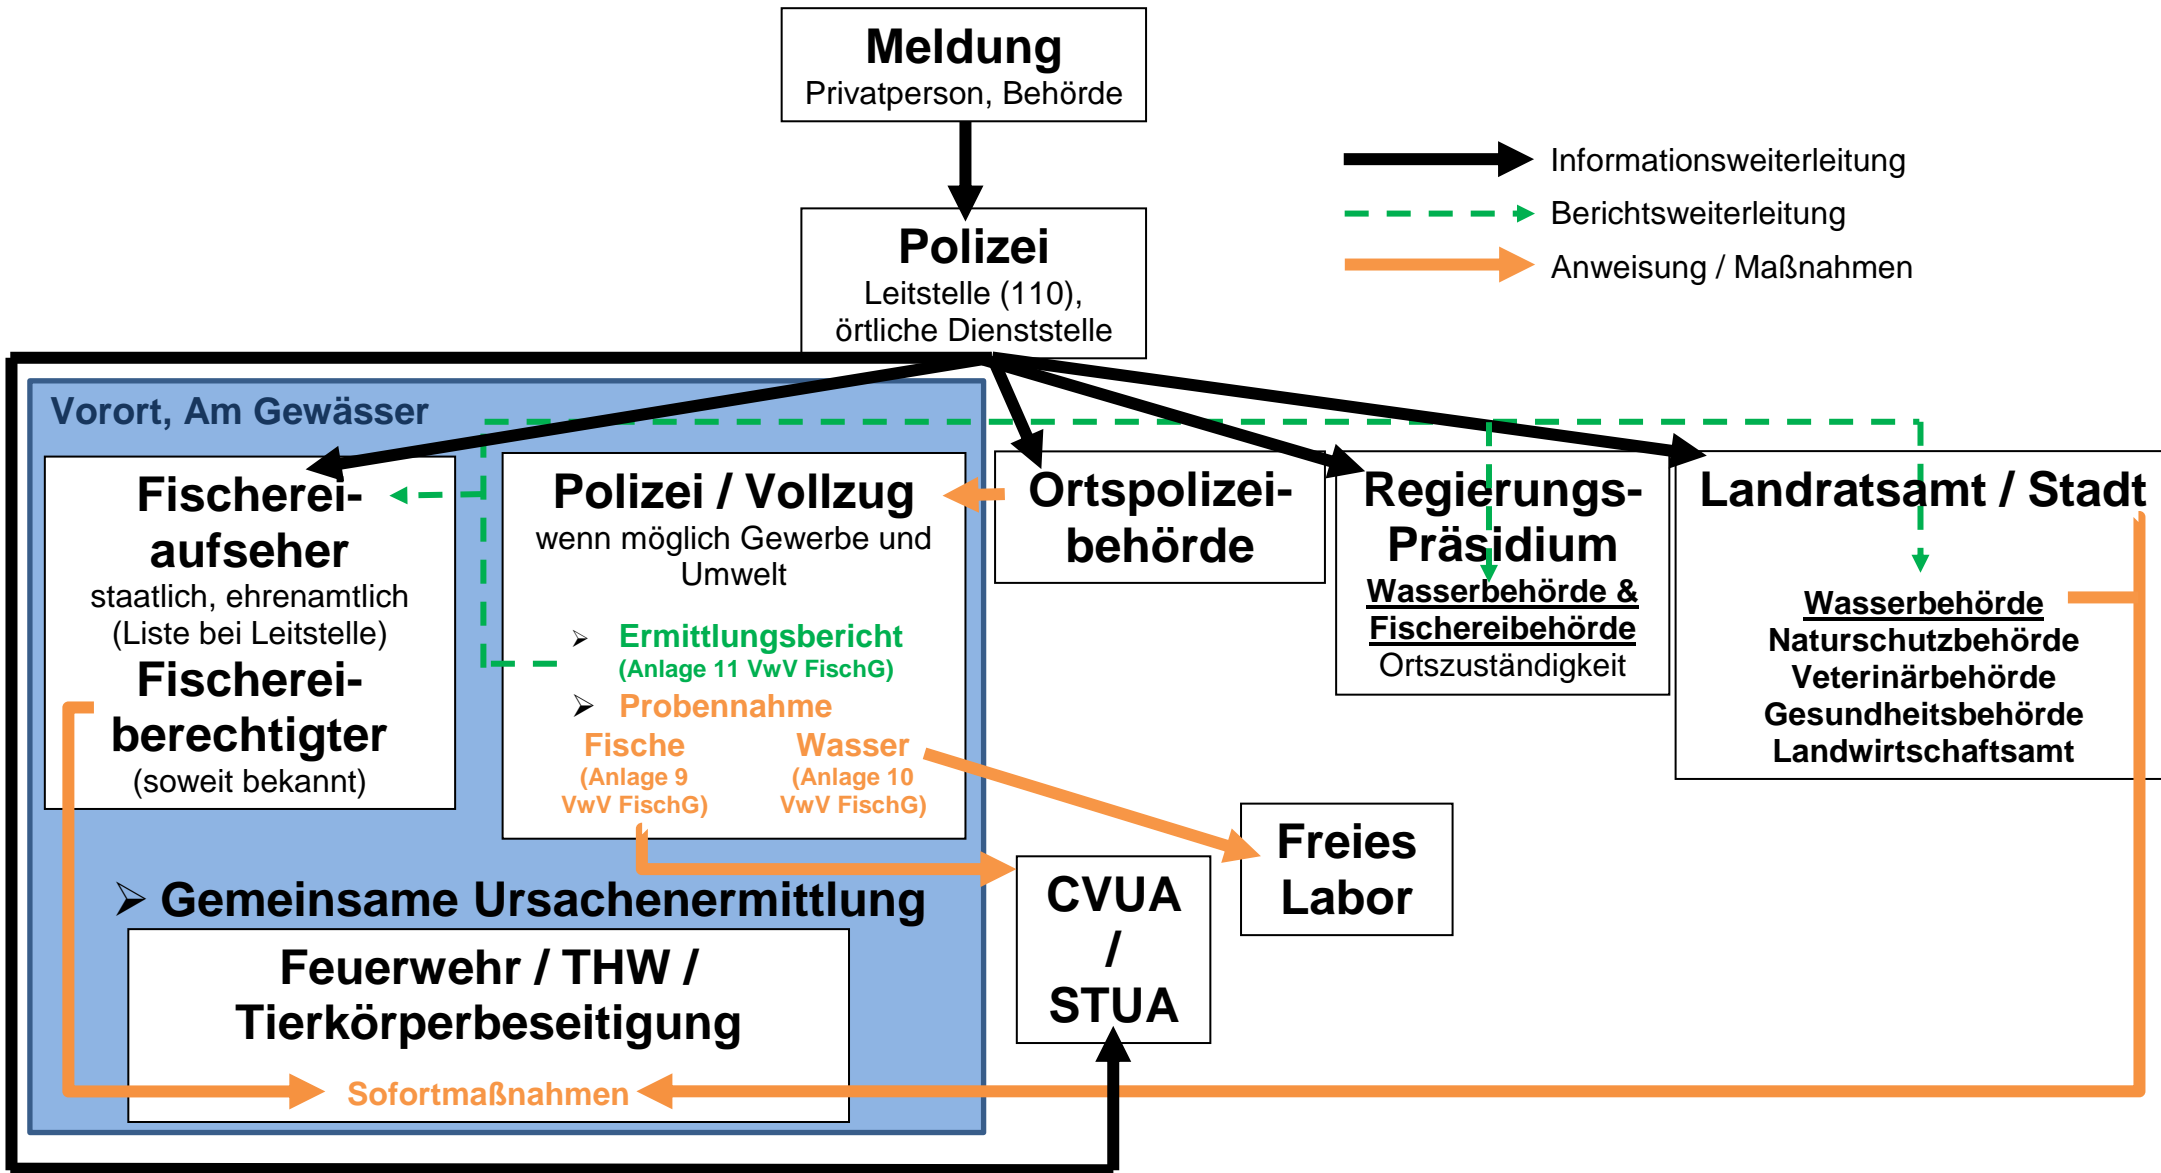 Meldung
Privatperson, Behörde
Informationsweiterleitung
Berichtsweiterleitung
Anweisung / Maßnahmen
Polizei
Leitstelle (110),
örtliche Dienststelle
Vorort, Am Gewässer
Fischerei-
aufseher
staatlich, ehrenamtlich
(Liste bei Leitstelle)
Fischerei-
berechtigter
(soweit bekannt)
Polizei / Vollzug
wenn möglich Gewerbe und
Umwelt
➢ Ermittlungsbericht
(Anlage 11 VwV FischG)
➢ Probennahme
Fische
(Anlage 9
VwV FischG)
Wasser
(Anlage 10
VwV FischG)
Ortspolizei-
behörde
Regierungs-
Präsidium
Wasserbehörde &
Fischereibehörde
Ortszuständigkeit
Landratsamt / Stadt
Wasserbehörde
Naturschutzbehörde
Veterinärbehörde
Gesundheitsbehörde
Landwirtschaftsamt
Freies
Labor
CVUA
/
STUA
➢ Gemeinsame Ursachenermittlung
Feuerwehr / THW /
Tierkörperbeseitigung
Sofortmaßnahmen